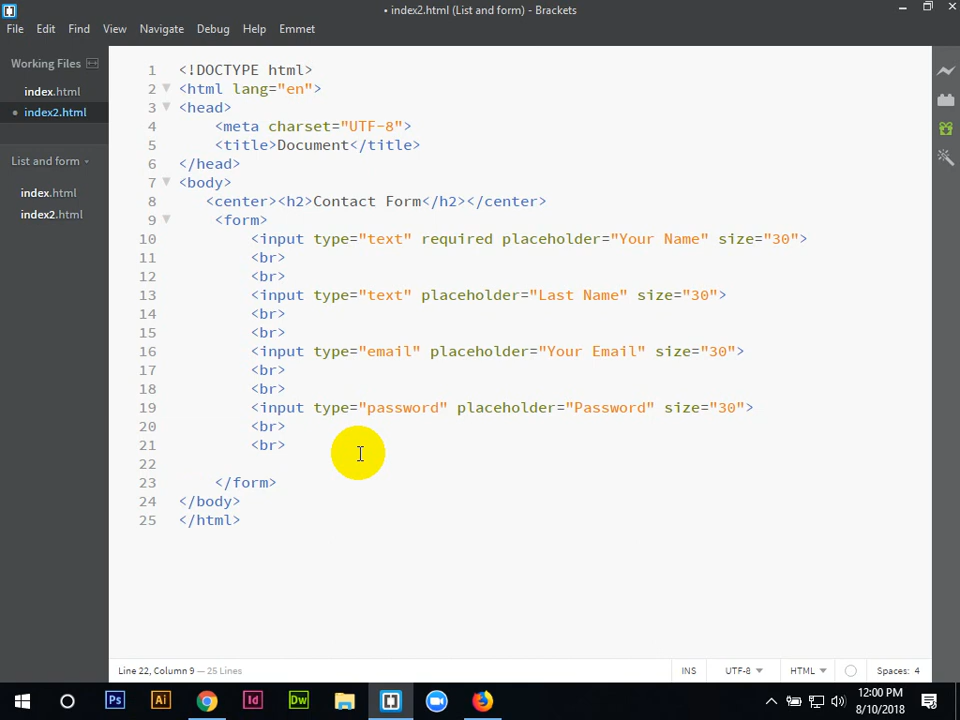 • index2.html (List and form) - Brackets
File Edit Find View Navigate Debug Help Emmet
Working Files
index.html
• index2.html
List and form
index.html
index2.html
1 <!DOCTYPE html>
2 <html lang="en">
3 <head>
4 <meta charset="UTF-8">
5 <title>Document</title>
6 </head>
7 <body>
8 <center><h2>Contact Form</h2></center>
9 <form>
10 <input type="text" required placeholder="Your Name" size="30">
11 <br>
12 <br>
13 <input type="text" placeholder="Last Name" size="30">
14 <br>
15 <br>
16 <input type="email" placeholder="Your Email" size="30">
17 <br>
18 <br>
19 <input type="password" placeholder="Password" size="30">
20 <br>
21 <br>
22
23 </form>
24 </body>
25 </html>
Line 22, Column 9 — 25 Lines
INS UTF-8 HTML Spaces: 4
Ps Ai Id Dw
12:00 PM
8/10/2018